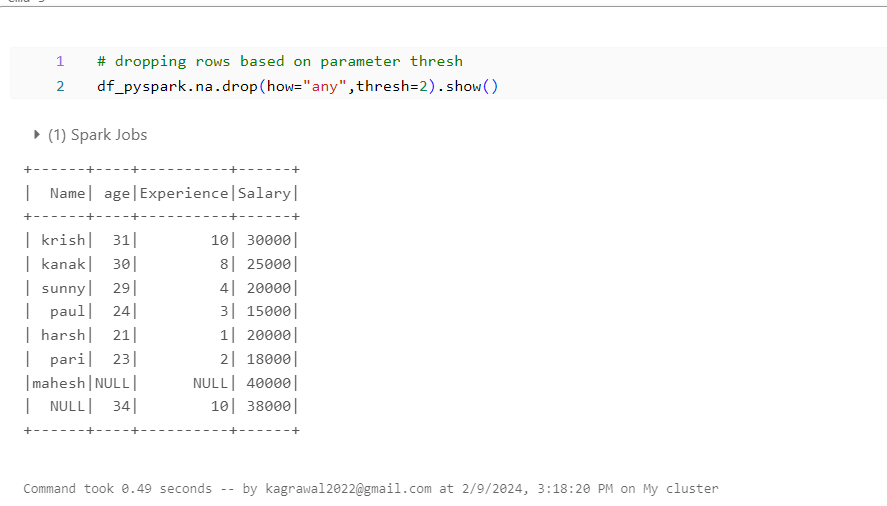 1 # dropping rows based on parameter thresh
2 df_pyspark.na.drop(how="any",thresh=2).show()
(1) Spark Jobs
+------+----+----------+------+
|  Name| age|Experience|Salary|
+------+----+----------+------+
| krish|  31|        10| 30000|
| kanak|  30|         8| 25000|
| sunny|  29|         4| 20000|
|  paul|  24|         3| 15000|
| harsh|  21|         1| 20000|
|  pari|  23|         2| 18000|
|mahesh|NULL|      NULL| 40000|
|  NULL|  34|        10| 38000|
+------+----+----------+------+
Command took 0.49 seconds -- by kagrawal2022@gmail.com at 2/9/2024, 3:18:20 PM on My cluster